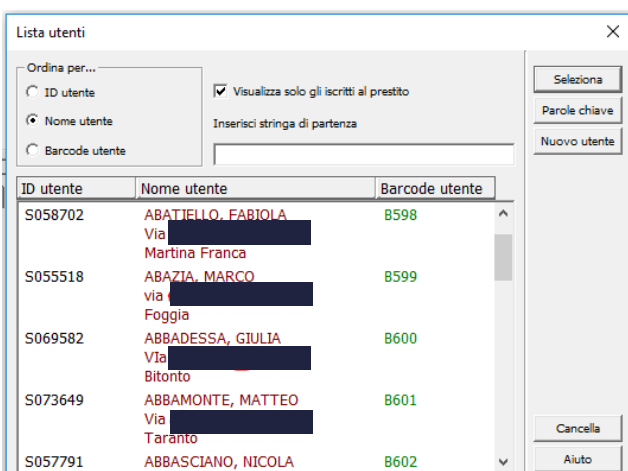 Lista utenti
Ordina per...
ID utente
Nome utente
Barcode utente
Visualizza solo gli iscritti al prestito
Inserisci stringa di partenza
Seleziona
Parole chiave
Nuovo utente
ID utente Nome utente Barcode utente
S058702 ABATIELLO, FABIOLA B598
Via
Martina Franca
S055518 ABAZIA, MARCO B599
via
Foggia
S069582 ABBADESSA, GIULIA B600
VIa
Bitonto
S073649 ABBAMONTE, MATTEO B601
Via
Taranto
S057791 ABBASCIANO, NICOLA B602
Cancella
Aiuto